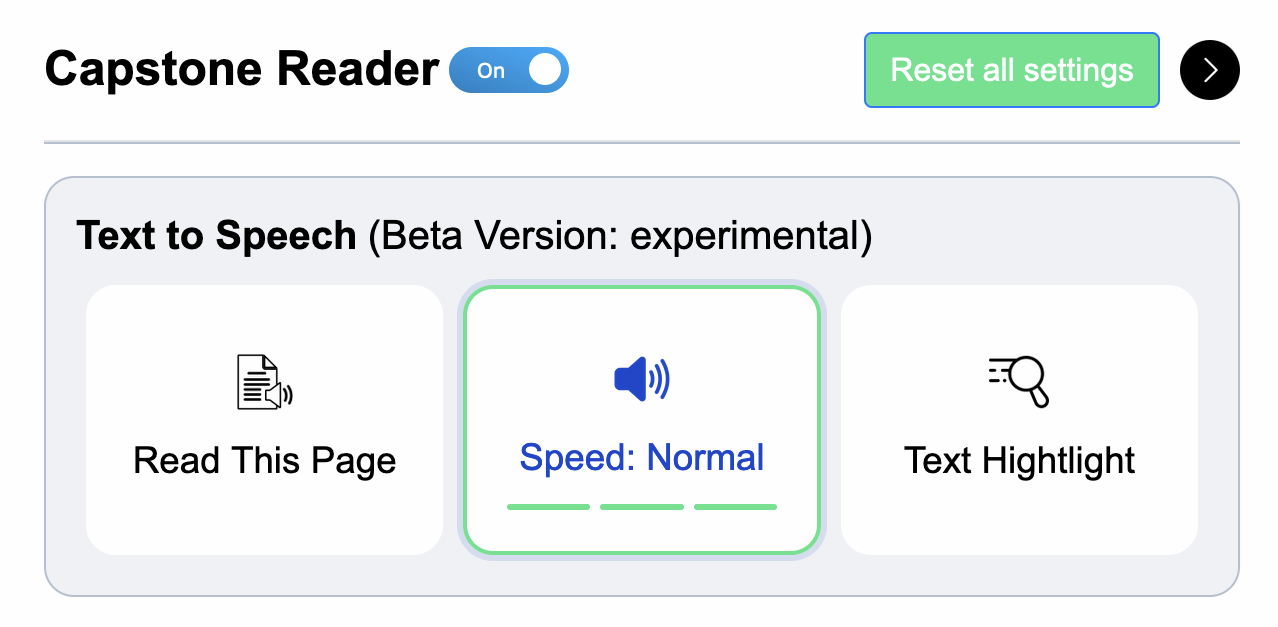 Capstone Reader On Reset all settings
Text to Speech (Beta Version: experimental)
Read This Page Speed: Normal Text Hightlight